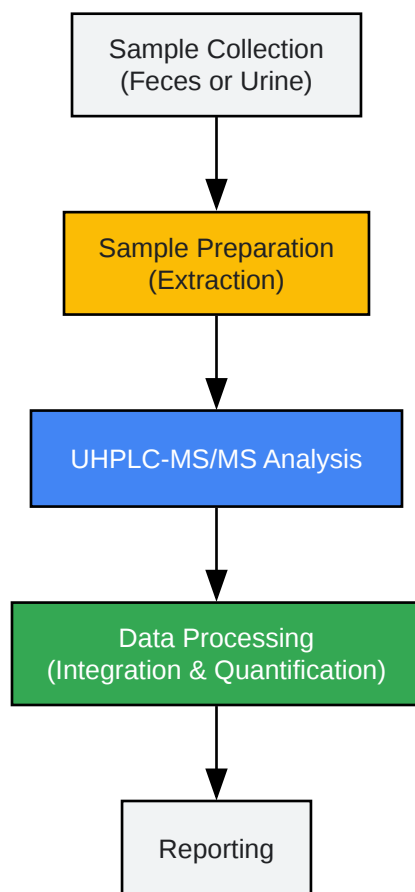 Sample Collection
(Feces or Urine)
Sample Preparation
(Extraction)
UHPLC-MS/MS Analysis
Data Processing
(Integration & Quantification)
Reporting